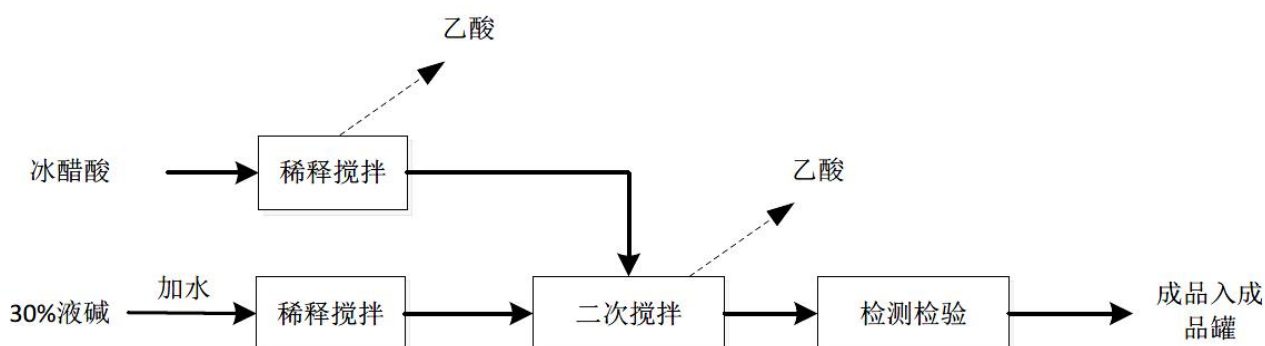 乙酸
冰醋酸
稀释搅拌
乙酸
30%液碱
加水
稀释搅拌
二次搅拌
检测检验
成品入成
品罐